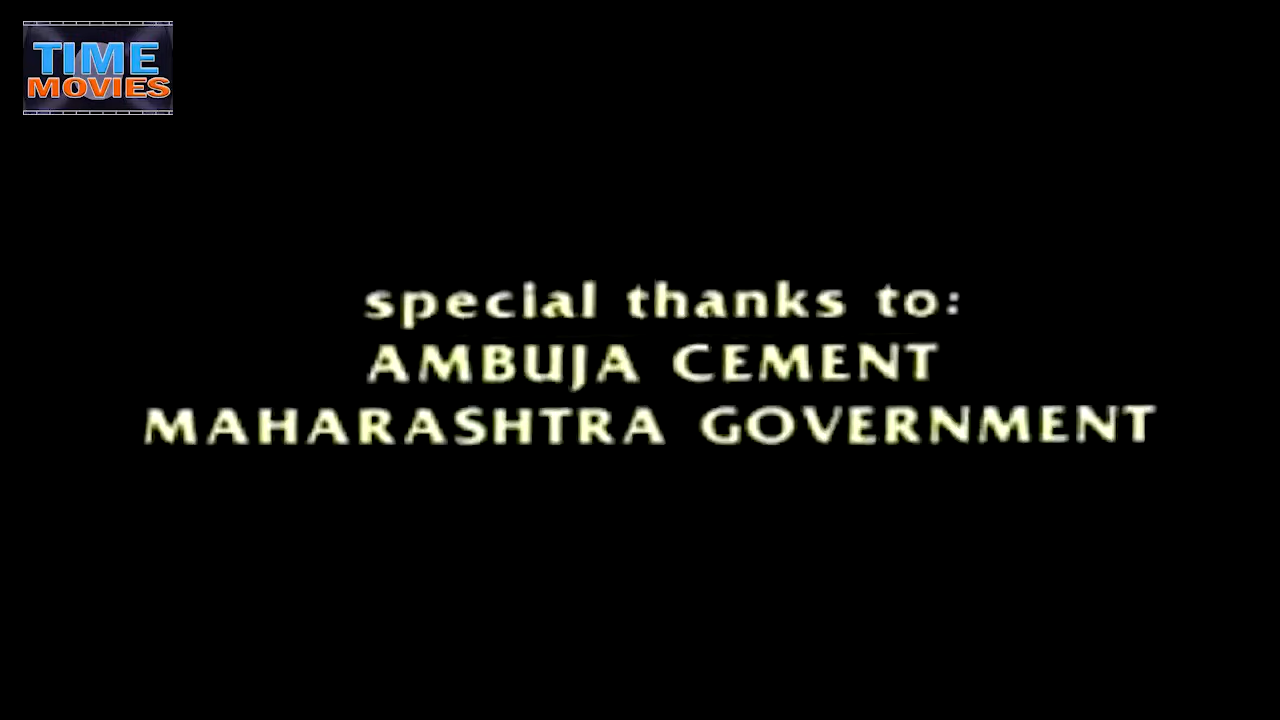 TIME
MOVIES
special thanks to:
AMBUJA CEMENT
MAHARASHTRA GOVERNMENT